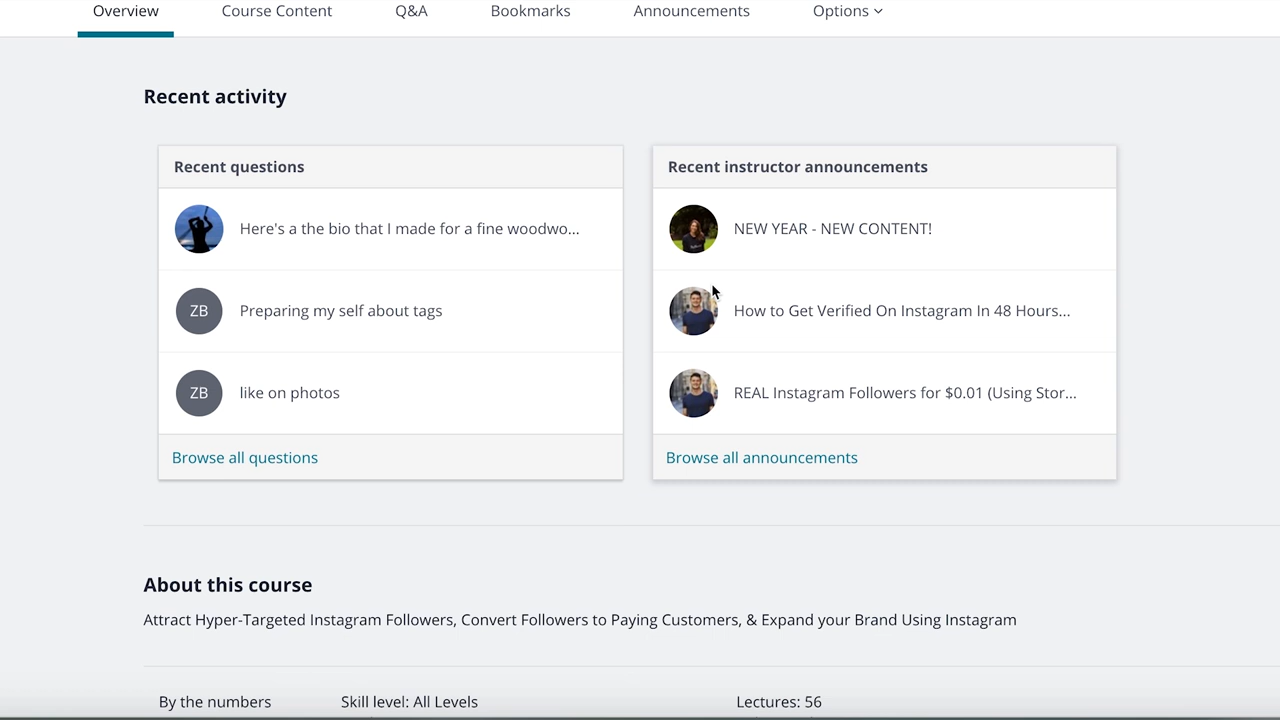 Overview Course Content Q&A Bookmarks Announcements Options
Recent activity
Recent questions
Here's a the bio that I made for a fine woodwo...
ZB Preparing my self about tags
ZB like on photos
Browse all questions
Recent instructor announcements
NEW YEAR - NEW CONTENT!
How to Get Verified On Instagram In 48 Hours...
REAL Instagram Followers for $0.01 (Using Stor...
Browse all announcements
About this course
Attract Hyper-Targeted Instagram Followers, Convert Followers to Paying Customers, & Expand your Brand Using Instagram
By the numbers Skill level: All Levels Lectures: 56